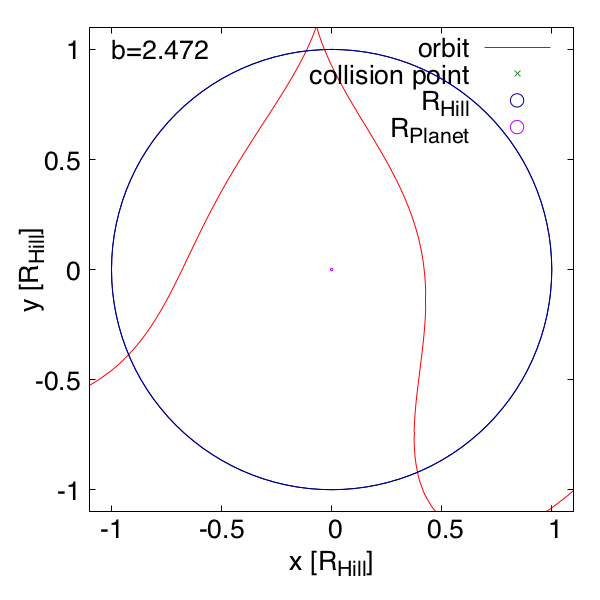 b=2.472
orbit
collision point
R_Hill
R_Planet
1
0.5
0
-0.5
-1
y [R_Hill]
-1 -0.5 0 0.5 1
x [R_Hill]